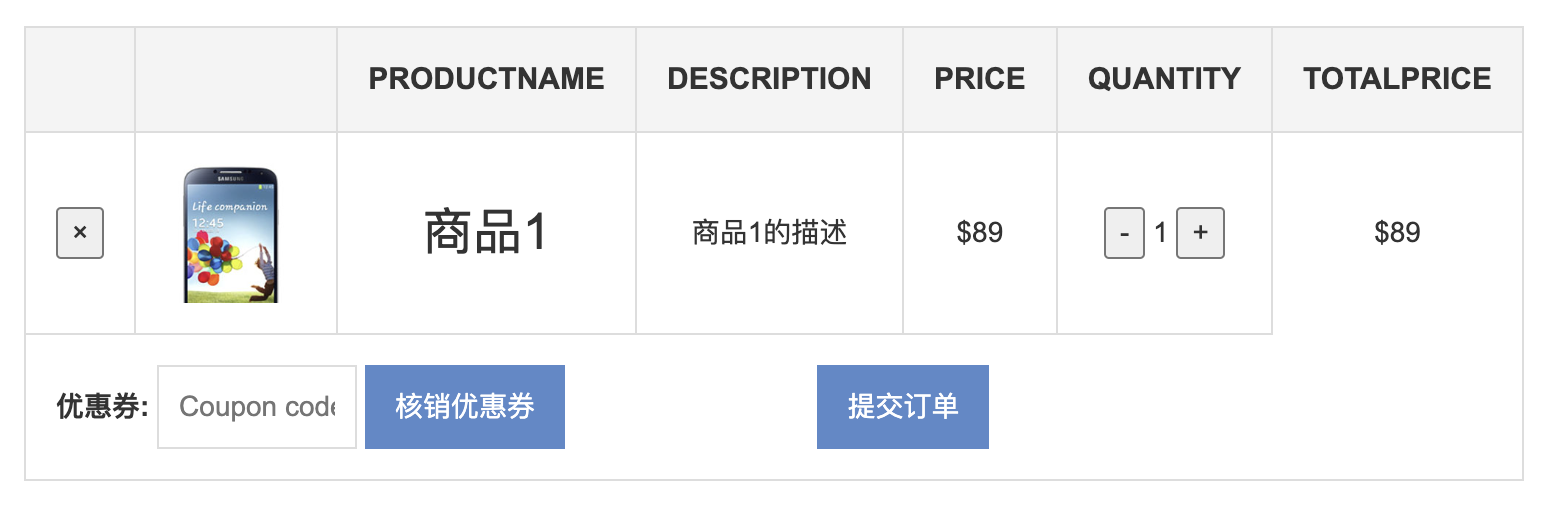 PRODUCTNAME DESCRIPTION PRICE QUANTITY TOTALPRICE
SAMSUNG
Life companion
12:45
× 商品1 商品1的描述 $89 - 1 + $89
优惠券: Coupon code 核销优惠券 提交订单